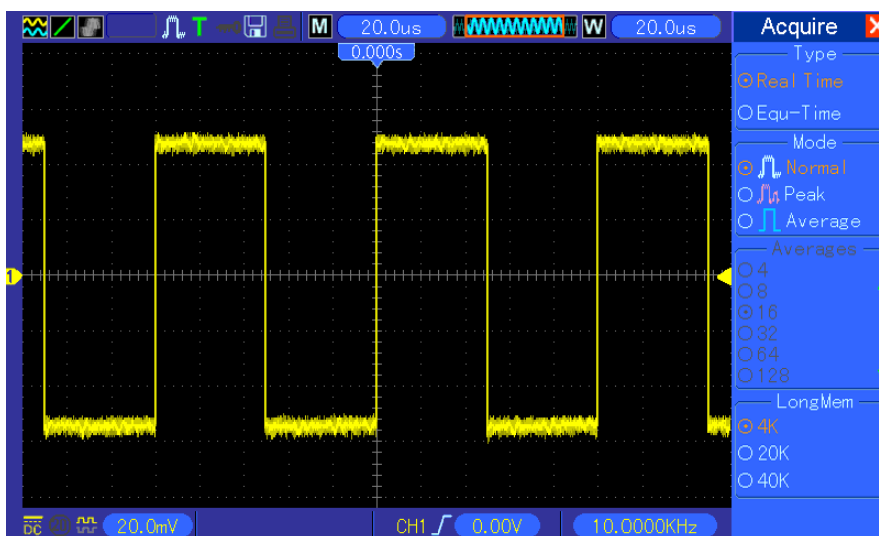 T M 20.0us W 20.0us Acquire
0.000s
Type
Real Time
Equ-Time
Mode
Normal
Peak
Average
Averages
4
8
16
32
64
128
LongMem
4K
20K
40K
1
DC 20.0mV CH1 0.00V 10.0000KHz